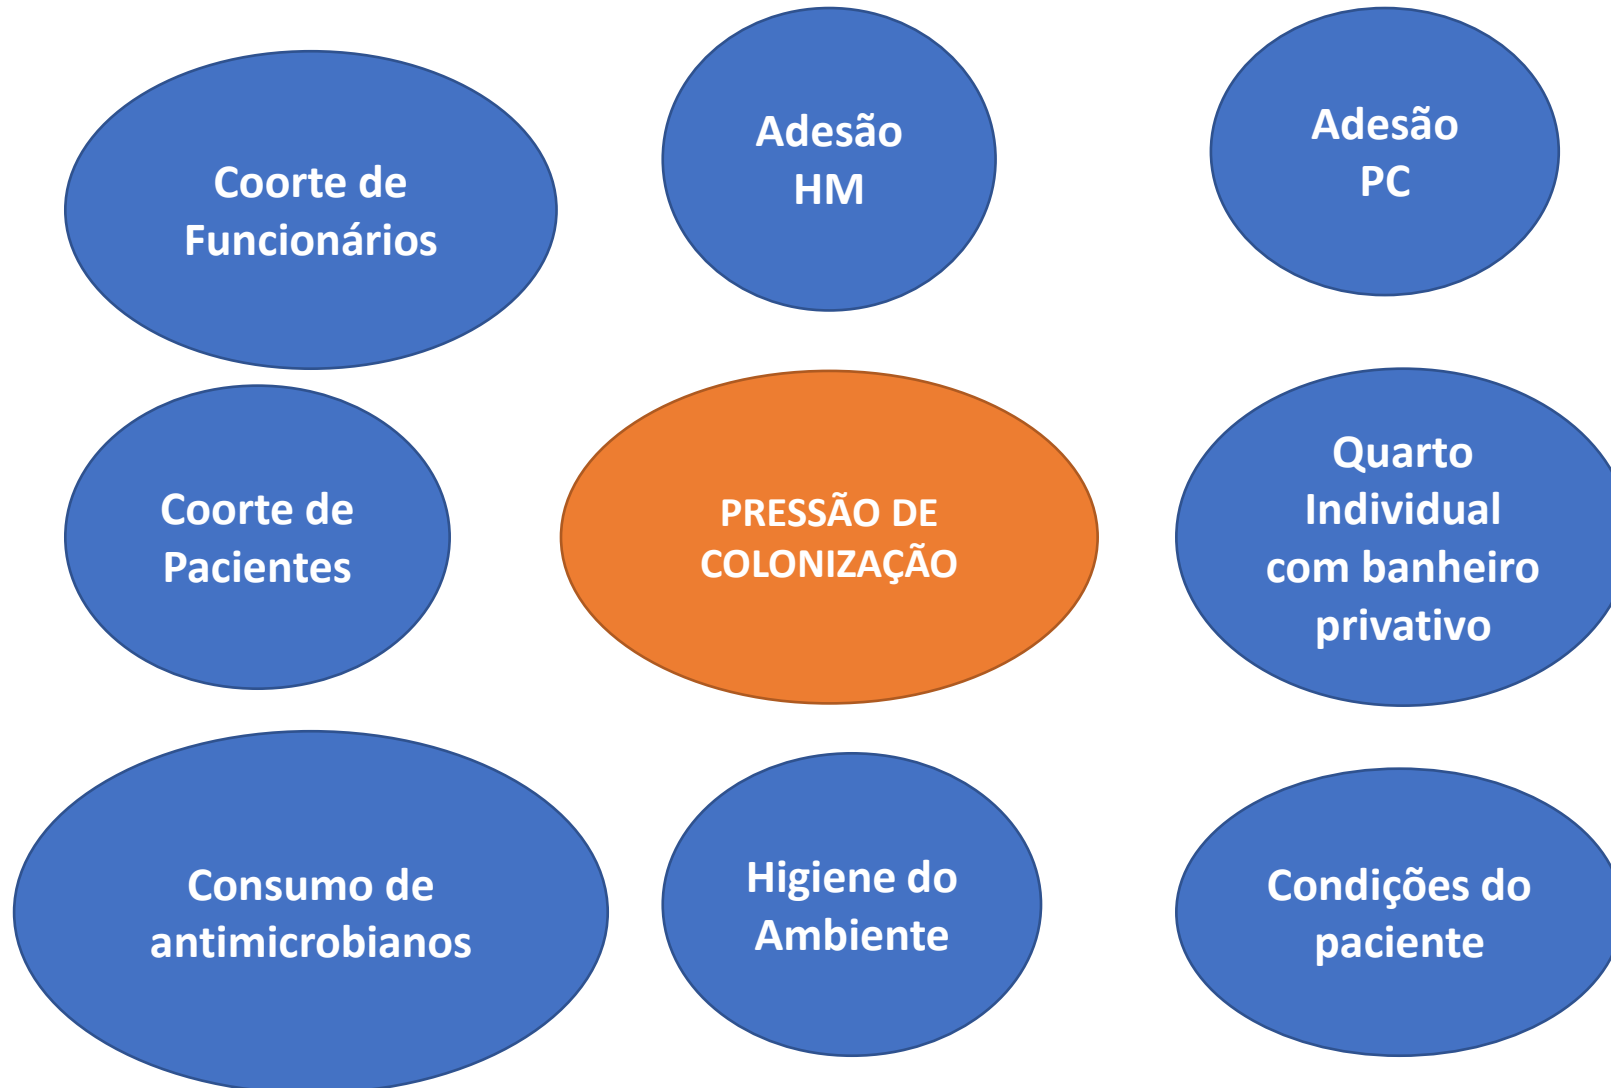 Coorte de
Funcionários
Adesão
HM
Adesão
PC
Coorte de
Pacientes
PRESSÃO DE
COLONIZAÇÃO
Quarto
Individual
com banheiro
privativo
Consumo de
antimicrobianos
Higiene do
Ambiente
Condições do
paciente